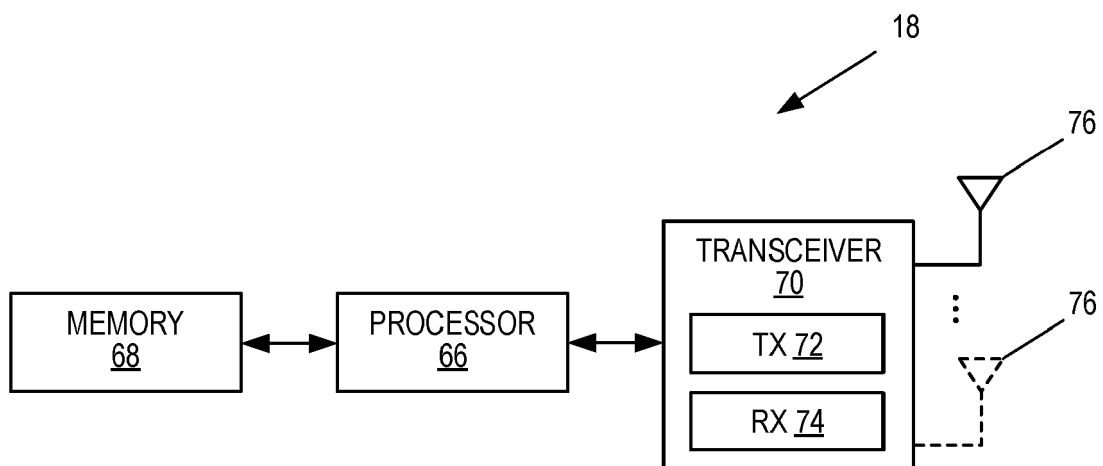 18
76
TRANSCEIVER
70
76
MEMORY
68
PROCESSOR
66
TX 72
RX 74